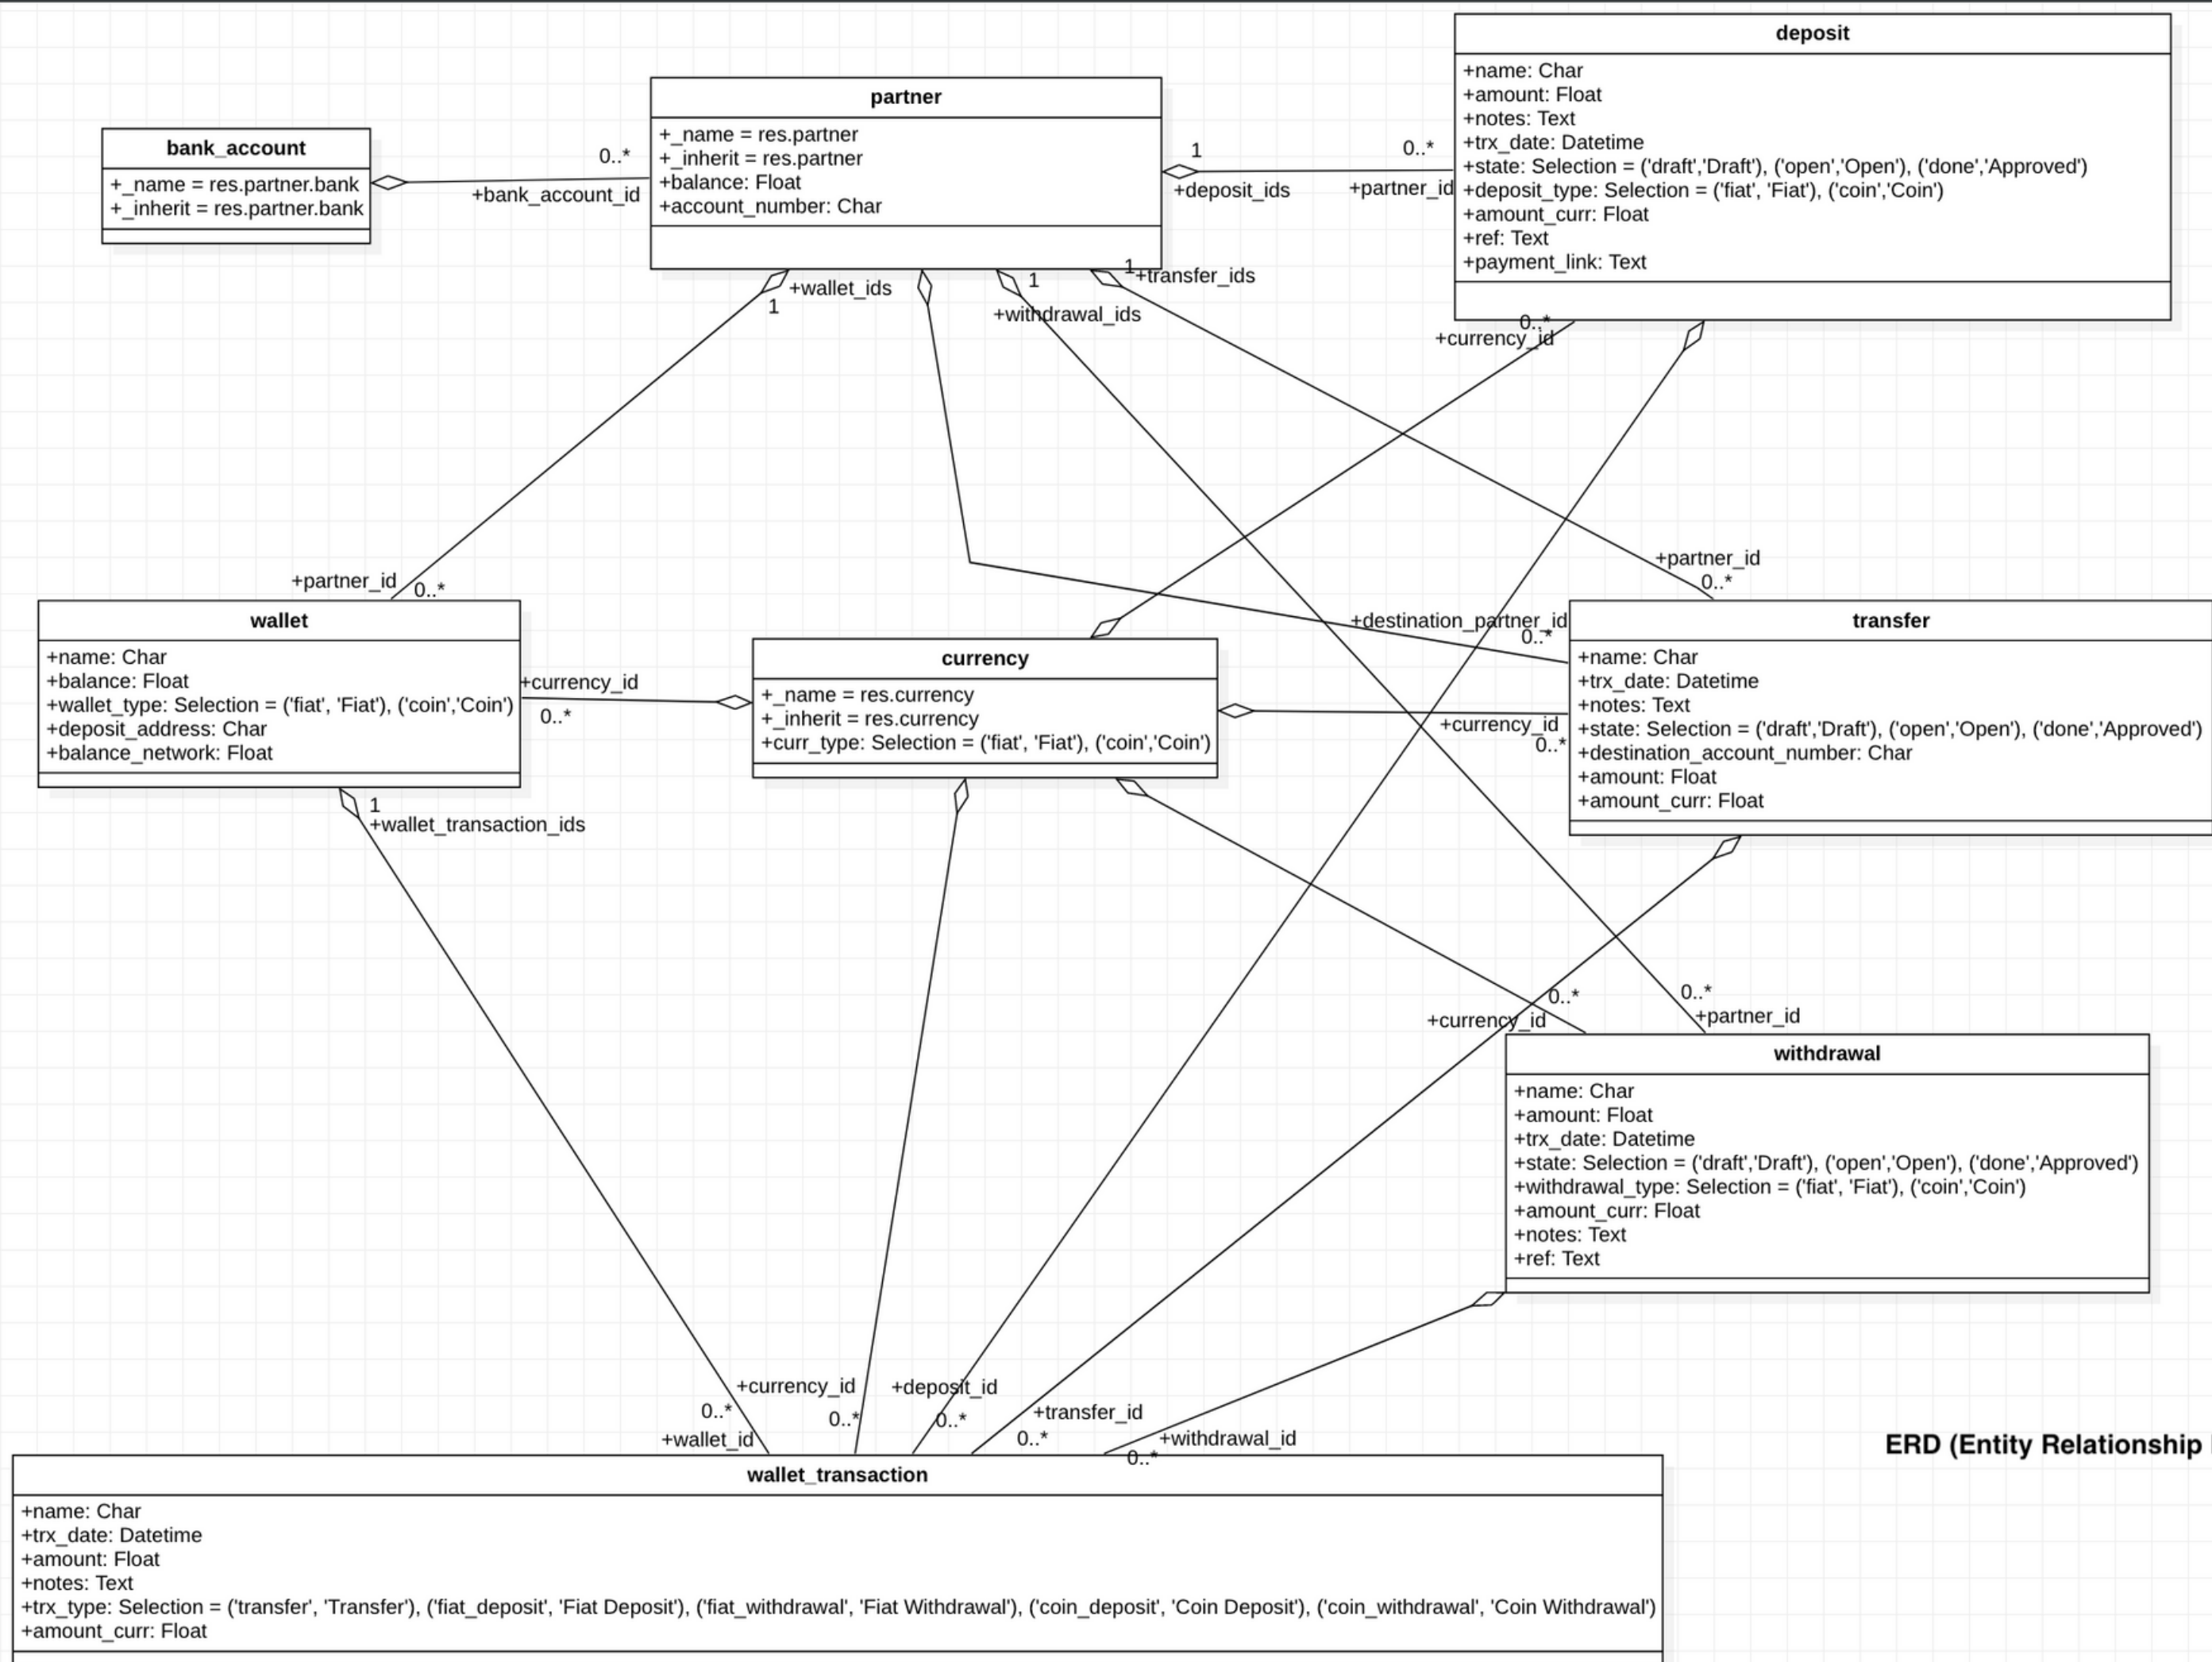 deposit
+name: Char
+amount: Float
+notes: Text
+trx_date: Datetime
+state: Selection = ('draft','Draft'), ('open','Open'), ('done','Approved')
+deposit_type: Selection = ('fiat', 'Fiat'), ('coin','Coin')
+amount_curr: Float
+ref: Text
+payment_link: Text
partner
+_name = res.partner
+_inherit = res.partner
+balance: Float
+account_number: Char
bank_account
+_name = res.partner.bank
+_inherit = res.partner.bank
0..*
+bank_account_id
1
+deposit_ids
0..*
+partner_id
+wallet_ids
1
1
+withdrawal_ids
1
+transfer_ids
0..*
+currency_id
+partner_id
0..*
+partner_id
0..*
wallet
+name: Char
+balance: Float
+wallet_type: Selection = ('fiat', 'Fiat'), ('coin','Coin')
+deposit_address: Char
+balance_network: Float
+currency_id
0..*
currency
+_name = res.currency
+_inherit = res.currency
+curr_type: Selection = ('fiat', 'Fiat'), ('coin','Coin')
+destination_partner_id
0..*
+currency_id
0..*
transfer
+name: Char
+trx_date: Datetime
+notes: Text
+state: Selection = ('draft','Draft'), ('open','Open'), ('done','Approved')
+destination_account_number: Char
+amount: Float
+amount_curr: Float
1
+wallet_transaction_ids
0..*
+currency_id
0..*
+partner_id
withdrawal
+name: Char
+amount: Float
+trx_date: Datetime
+state: Selection = ('draft','Draft'), ('open','Open'), ('done','Approved')
+withdrawal_type: Selection = ('fiat', 'Fiat'), ('coin','Coin')
+amount_curr: Float
+notes: Text
+ref: Text
0..*
+wallet_id
+currency_id
0..*
+deposit_id
0..*
+transfer_id
0..*
+withdrawal_id
0..*
ERD (Entity Relationship
wallet_transaction
+name: Char
+trx_date: Datetime
+amount: Float
+notes: Text
+trx_type: Selection = ('transfer', 'Transfer'), ('fiat_deposit', 'Fiat Deposit'), ('fiat_withdrawal', 'Fiat Withdrawal'), ('coin_deposit', 'Coin Deposit'), ('coin_withdrawal', 'Coin Withdrawal')
+amount_curr: Float